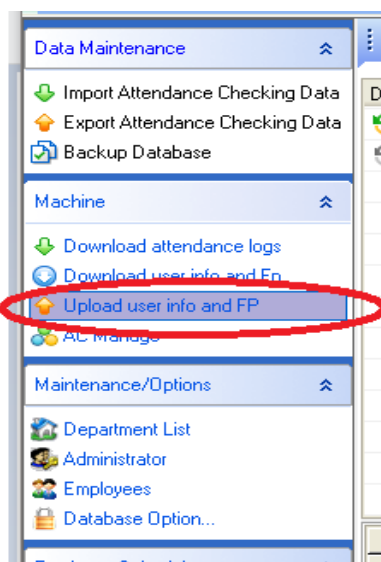 Data Maintenance
Import Attendance Checking Data
Export Attendance Checking Data
Backup Database
Machine
Download attendance logs
Download user info and Fp
Upload user info and FP
AC Manage
Maintenance/Options
Department List
Administrator
Employees
Database Option...